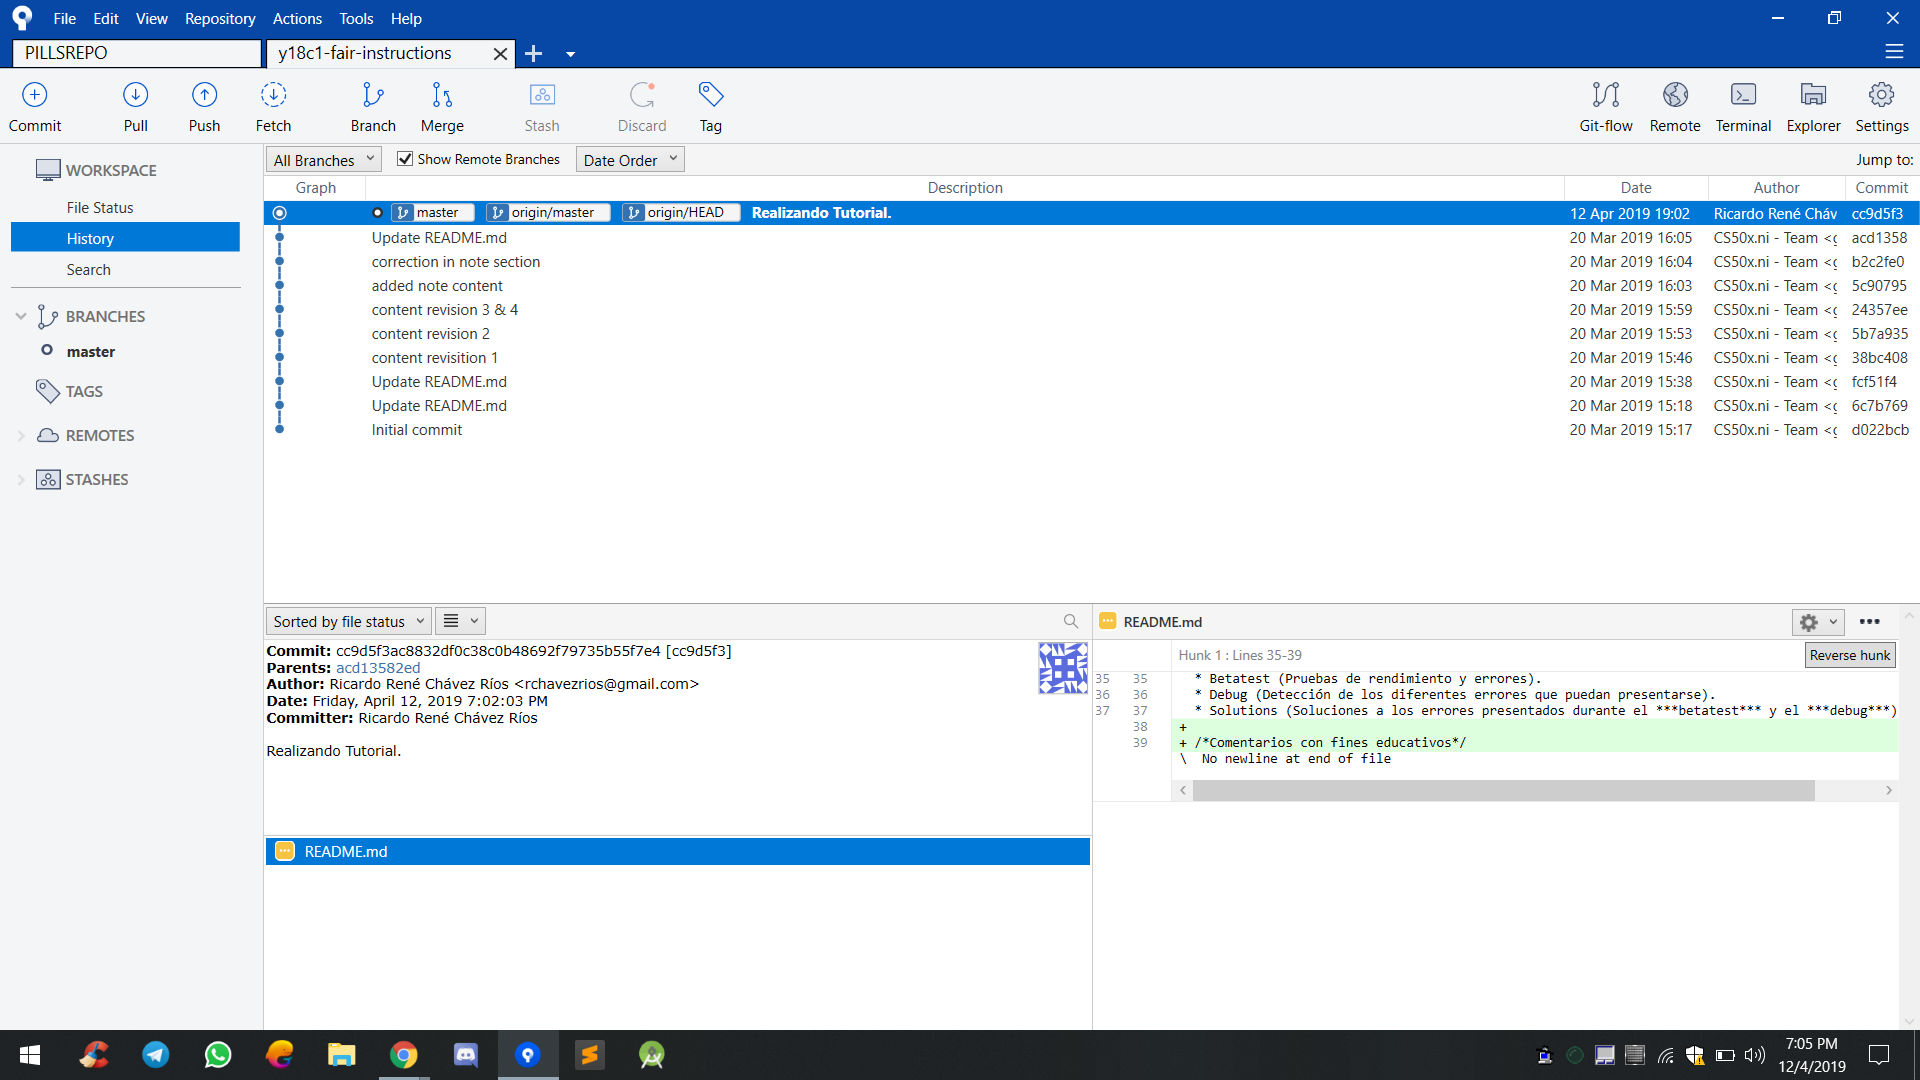 File Edit View Repository Actions Tools Help
PILLSREPO y18c1-fair-instructions
Commit Pull Push Fetch Branch Merge Stash Discard Tag Git-flow Remote Terminal Explorer Settings
WORKSPACE
File Status
History
Search
BRANCHES
master
TAGS
REMOTES
STASHES
All Branches Show Remote Branches Date Order Jump to:
Graph Description Date Author Commit
master origin/master origin/HEAD Realizando Tutorial. 12 Apr 2019 19:02 Ricardo René Cháv cc9d5f3
Update README.md 20 Mar 2019 16:05 CS50x.ni - Team <g acd1358
correction in note section 20 Mar 2019 16:04 CS50x.ni - Team <g b2c2fe0
added note content 20 Mar 2019 16:03 CS50x.ni - Team <g 5c90795
content revision 3 & 4 20 Mar 2019 15:59 CS50x.ni - Team <g 24357ee
content revision 2 20 Mar 2019 15:53 CS50x.ni - Team <g 5b7a935
content revisition 1 20 Mar 2019 15:46 CS50x.ni - Team <g 38bc408
Update README.md 20 Mar 2019 15:38 CS50x.ni - Team <g fcf51f4
Update README.md 20 Mar 2019 15:18 CS50x.ni - Team <g 6c7b769
Initial commit 20 Mar 2019 15:17 CS50x.ni - Team <g d022bcb
Sorted by file status
Commit: cc9d5f3ac8832df0c38c0b48692f79735b55f7e4 [cc9d5f3]
Parents: acd13582ed
Author: Ricardo René Chávez Ríos <rchavezrios@gmail.com>
Date: Friday, April 12, 2019 7:02:03 PM
Committer: Ricardo René Chávez Ríos
Realizando Tutorial.
README.md
README.md
Hunk 1 : Lines 35-39 Reverse hunk
35 35 * Betatest (Pruebas de rendimiento y errores).
36 36 * Debug (Detección de los diferentes errores que puedan presentarse).
37 37 * Solutions (Soluciones a los errores presentados durante el ***betatest*** y el ***debug***)
38 +
39 + /*Comentarios con fines educativos*/
\ No newline at end of file
7:05 PM
12/4/2019